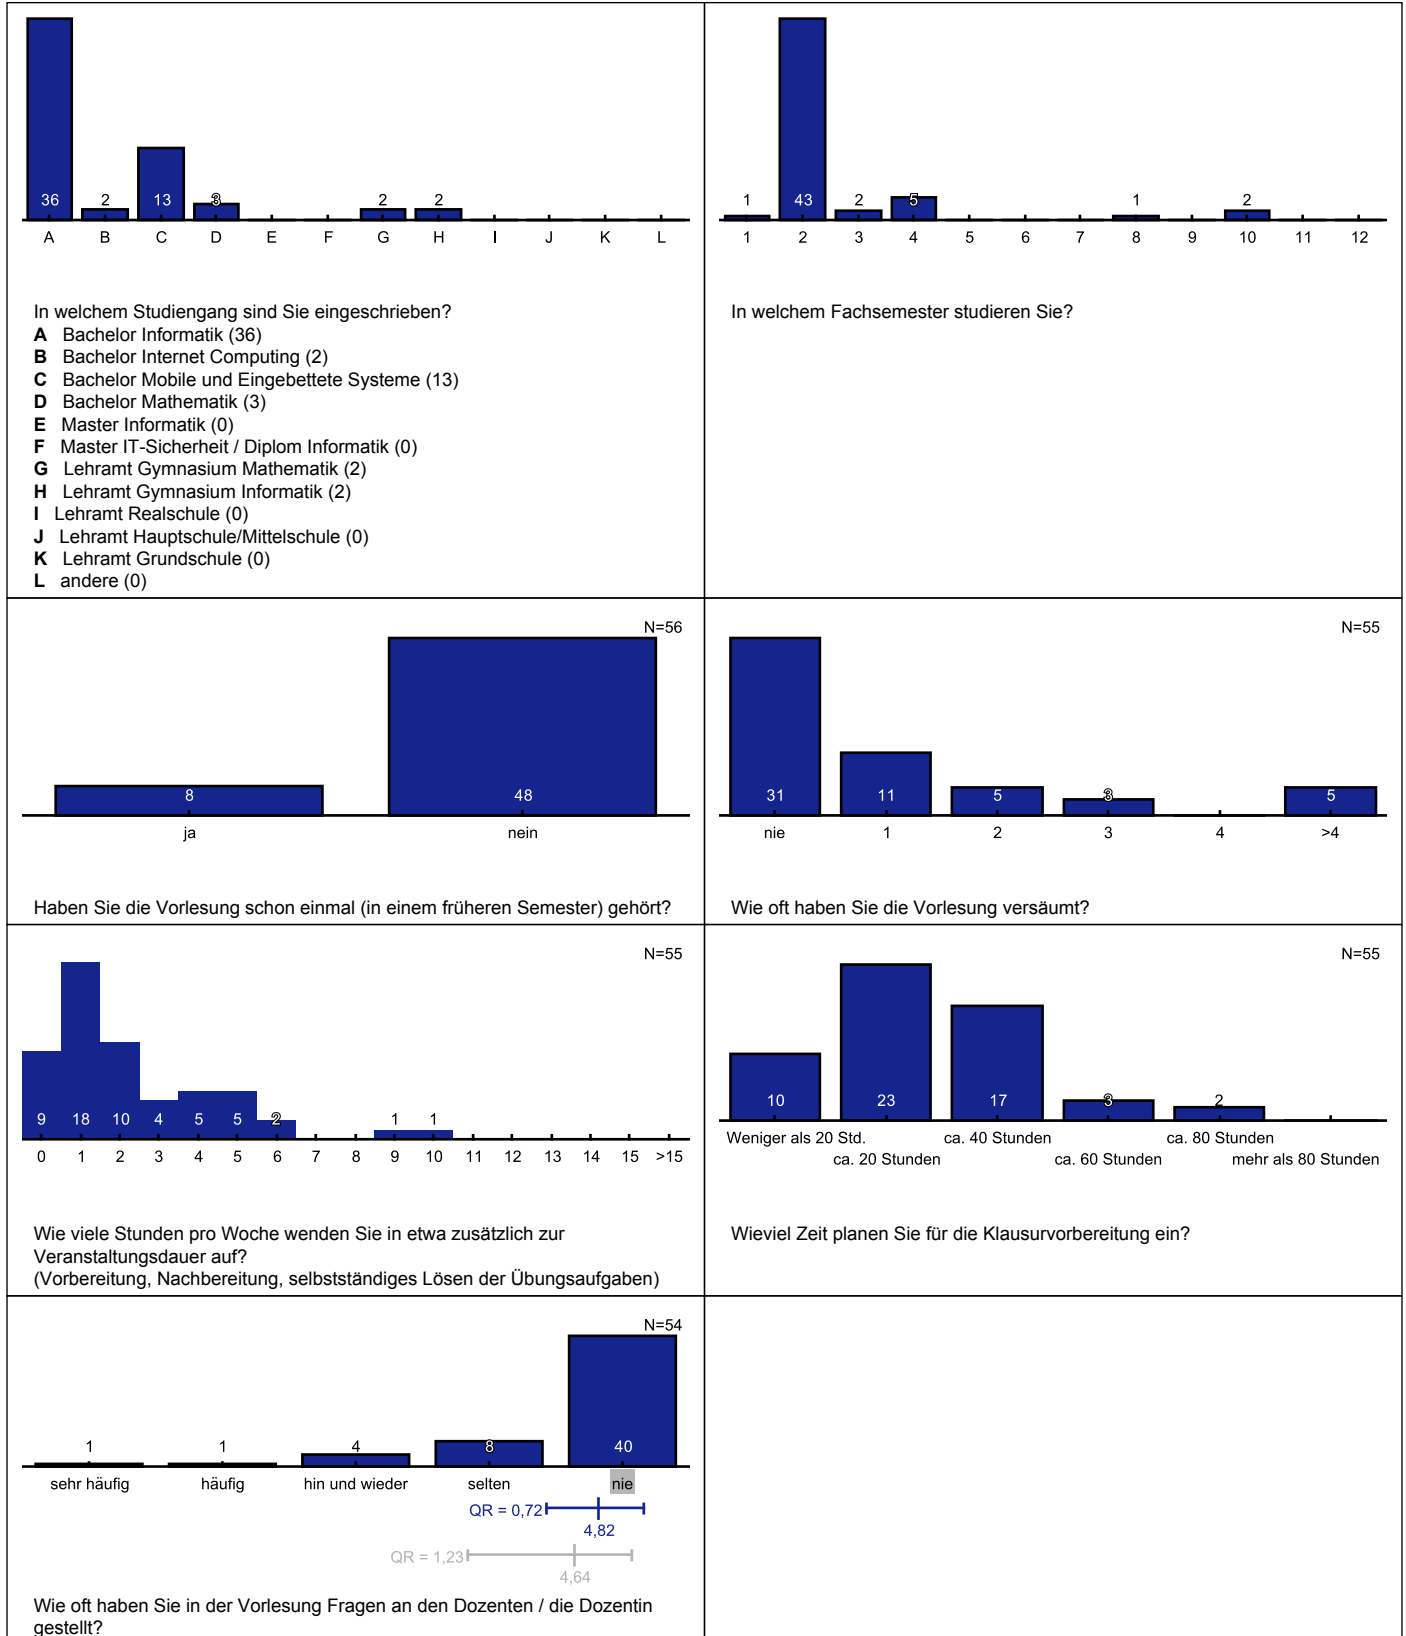 36 2 13 3 2 2
A B C D E F G H I J K L
In welchem Studiengang sind Sie eingeschrieben?
A Bachelor Informatik (36)
B Bachelor Internet Computing (2)
C Bachelor Mobile und Eingebettete Systeme (13)
D Bachelor Mathematik (3)
E Master Informatik (0)
F Master IT-Sicherheit / Diplom Informatik (0)
G Lehramt Gymnasium Mathematik (2)
H Lehramt Gymnasium Informatik (2)
I Lehramt Realschule (0)
J Lehramt Hauptschule/Mittelschule (0)
K Lehramt Grundschule (0)
L andere (0)
1 43 2 5 1 2
1 2 3 4 5 6 7 8 9 10 11 12
In welchem Fachsemester studieren Sie?
N=56
8 48
ja nein
Haben Sie die Vorlesung schon einmal (in einem früheren Semester) gehört?
N=55
31 11 5 3 5
nie 1 2 3 4 >4
Wie oft haben Sie die Vorlesung versäumt?
N=55
9 18 10 4 5 5 2 1 1
0 1 2 3 4 5 6 7 8 9 10 11 12 13 14 15 >15
Wie viele Stunden pro Woche wenden Sie in etwa zusätzlich zur
Veranstaltungsdauer auf?
(Vorbereitung, Nachbereitung, selbstständiges Lösen der Übungsaufgaben)
N=55
10 23 17 3 2
Weniger als 20 Std. ca. 40 Stunden ca. 80 Stunden
ca. 20 Stunden ca. 60 Stunden mehr als 80 Stunden
Wieviel Zeit planen Sie für die Klausurvorbereitung ein?
N=54
1 1 4 8 40
sehr häufig häufig hin und wieder selten nie
QR = 0,72
4,82
QR = 1,23
4,64
Wie oft haben Sie in der Vorlesung Fragen an den Dozenten / die Dozentin
gestellt?